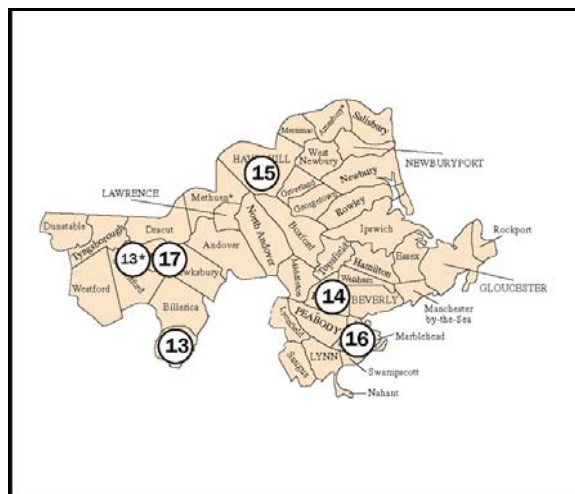 Salisbury
Amesbury*
Merrimac
HAVERHILL
West
Newbury
NEWBURYPORT
15
Newbury
LAWRENCE
Methuen*
Groveland
Georgetown
Rowley
Dunstable
Dracut
North Andover
Boxford
Ipswich
Rockport
Tyngsborough
Andover
Topsfield
Essex
13*
17
Hamilton
Westford
Middleton
Wenham
GLOUCESTER
Billerica
14
BEVERLY
Manchester
by-the-Sea
PEABODY
Lynnfield
16
Marblehead
13
LYNN
Saugus
Swampscott
Nahant